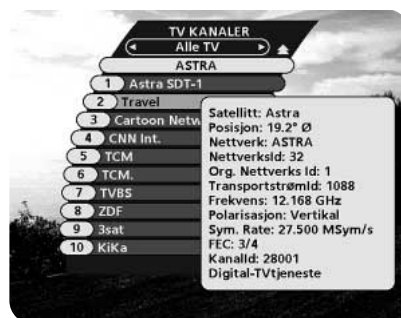 TV KANALER
Alle TV
ASTRA
1 Astra SDT-1
2 Travel
3 Cartoon Netw
4 CNN Int.
5 TCM
6 TCM.
7 TVBS
8 ZDF
9 3sat
10 KiKa
Satellitt: Astra
Posisjon: 19.2° Ø
Nettverk: ASTRA
NettverksId: 32
Org. Nettverks Id: 1
TransportstrømId: 1088
Frekvens: 12.168 GHz
Polarisasjon: Vertikal
Sym. Rate: 27.500 MSym/s
FEC: 3/4
KanalId: 28001
Digital-TVtjeneste